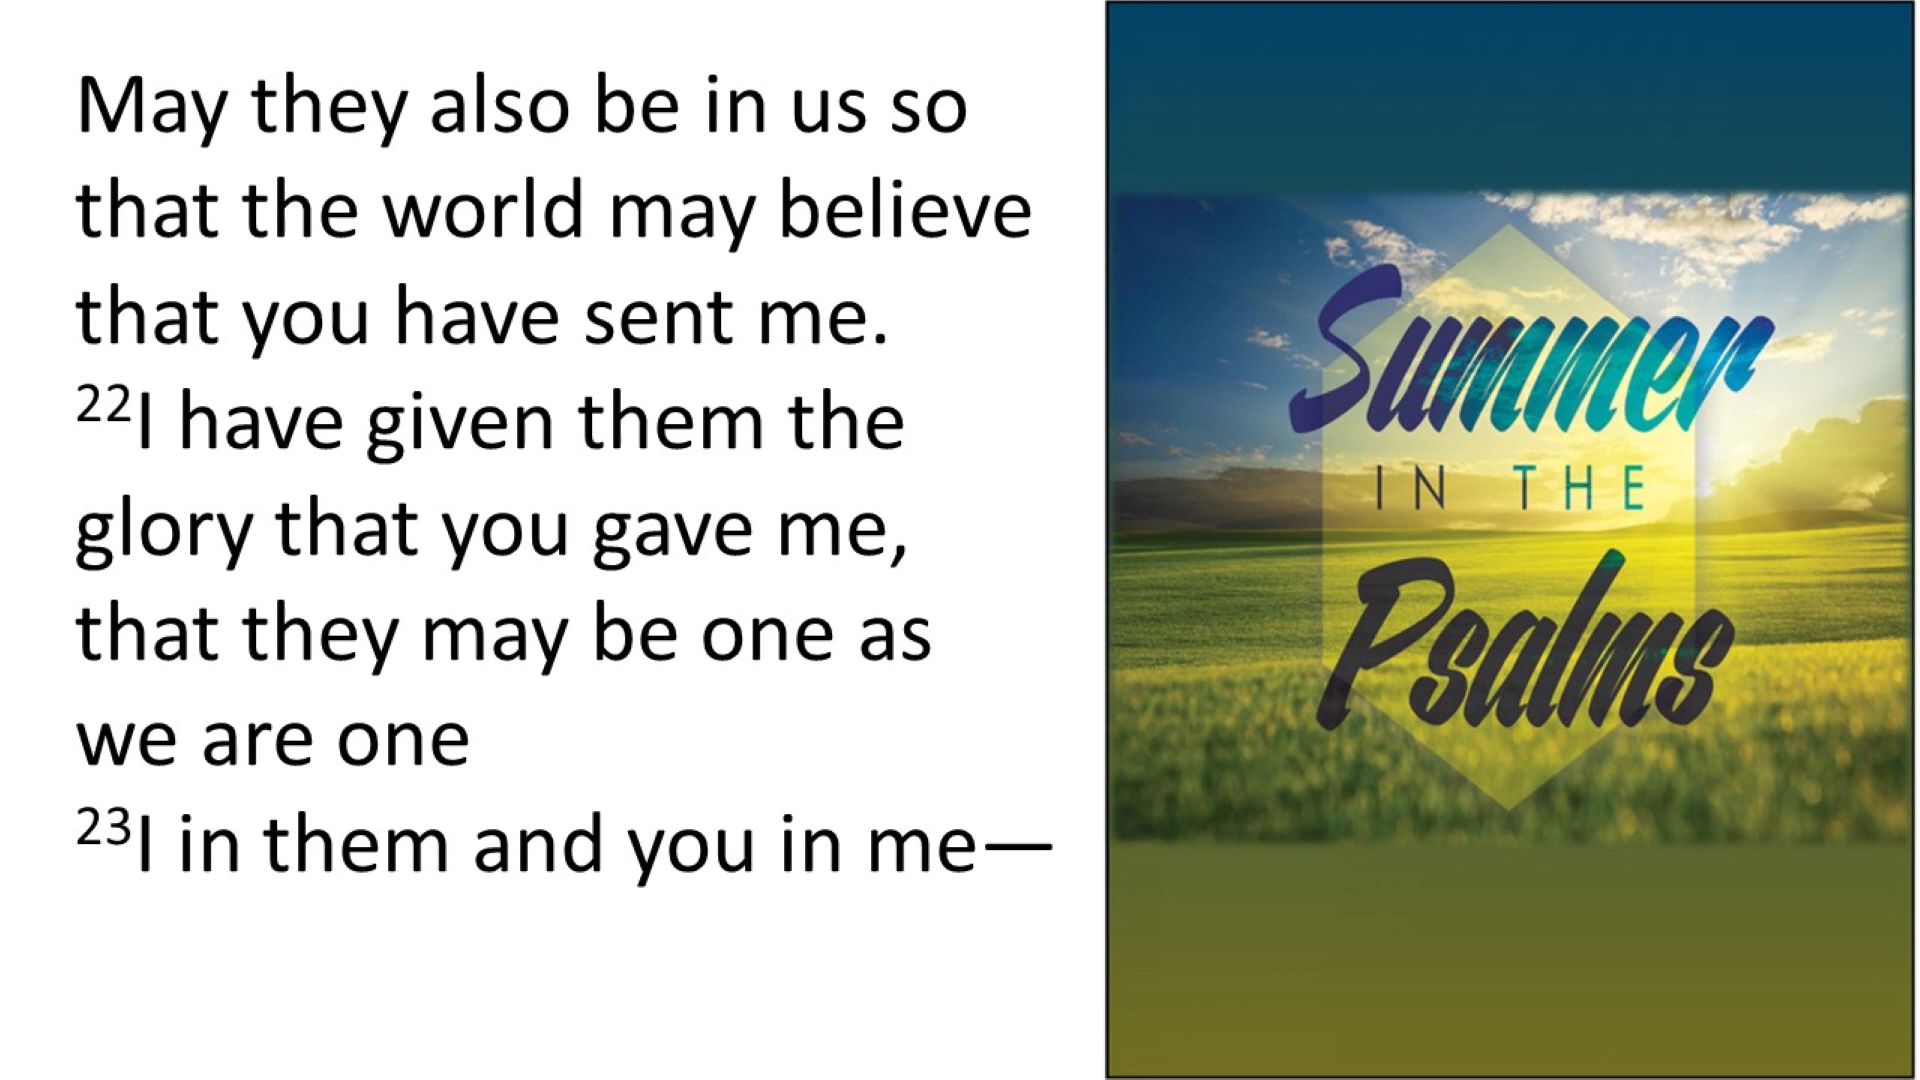 May they also be in us so
that the world may believe
that you have sent me.
²²I have given them the
glory that you gave me,
that they may be one as
we are one
²³I in them and you in me—
Summer
IN THE
Psalms